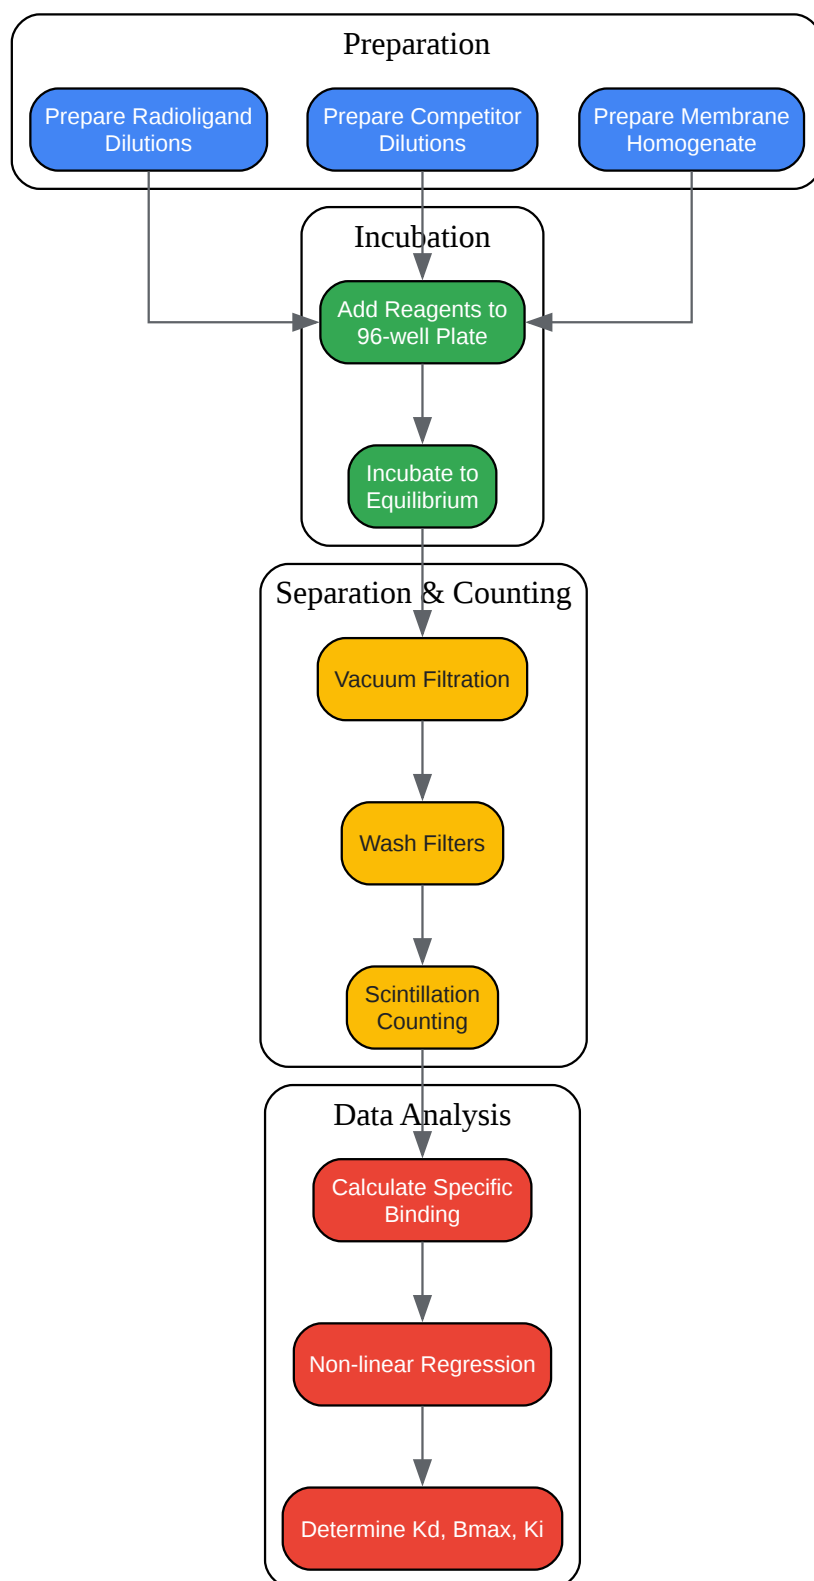 Preparation
Prepare Radioligand
Dilutions
Prepare Competitor
Dilutions
Prepare Membrane
Homogenate
Incubation
Add Reagents to
96-well Plate
Incubate to
Equilibrium
Separation & Counting
Vacuum Filtration
Wash Filters
Scintillation
Counting
Data Analysis
Calculate Specific
Binding
Non-linear Regression
Determine Kd, Bmax, Ki